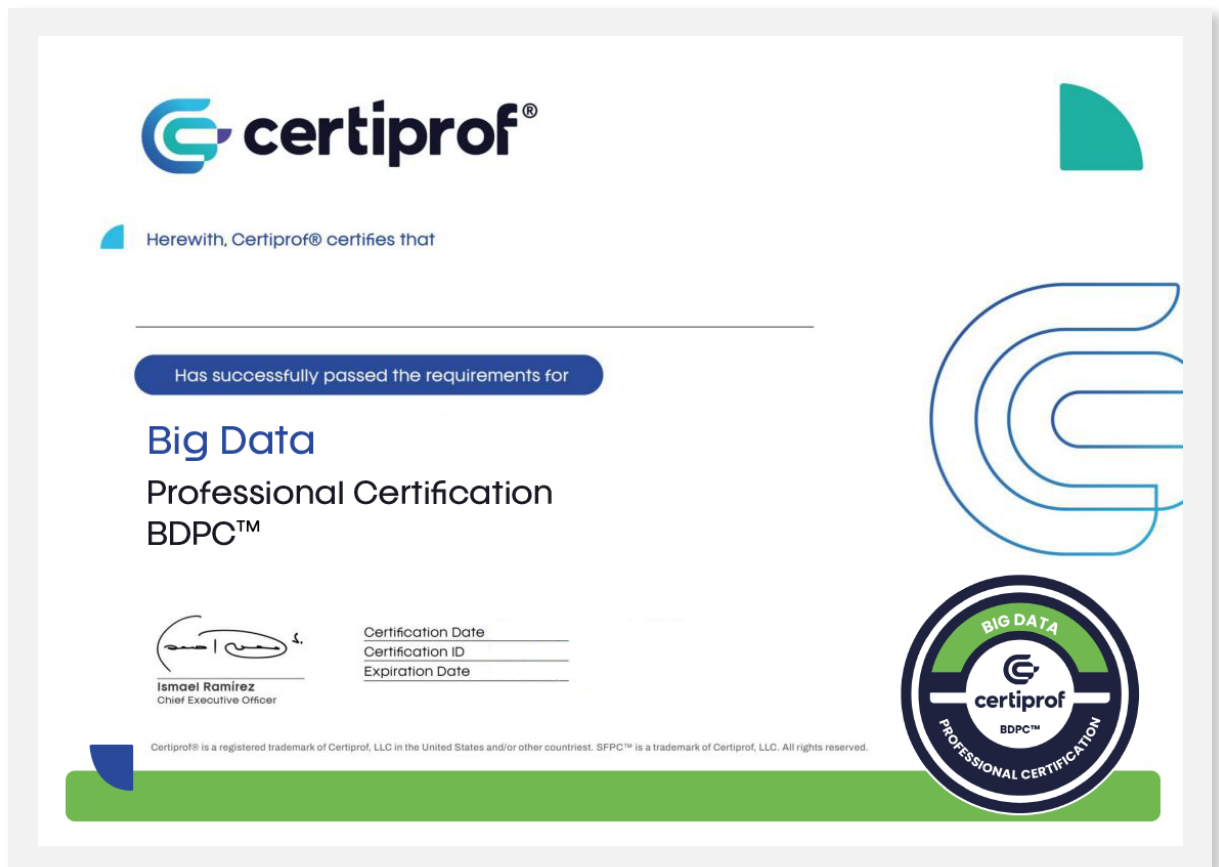 certiprof®
Herewith, Certiprof® certifies that
Has successfully passed the requirements for
Big Data
Professional Certification
BDPC™
Ismael Ramírez
Chief Executive Officer
Certification Date
Certification ID
Expiration Date
BIG DATA
certiprof
BDPC™
PROFESSIONAL CERTIFICATION
Certiprof® is a registered trademark of Certiprof, LLC in the United States and/or other countriest. SFPC™ is a trademark of Certiprof, LLC. All rights reserved.